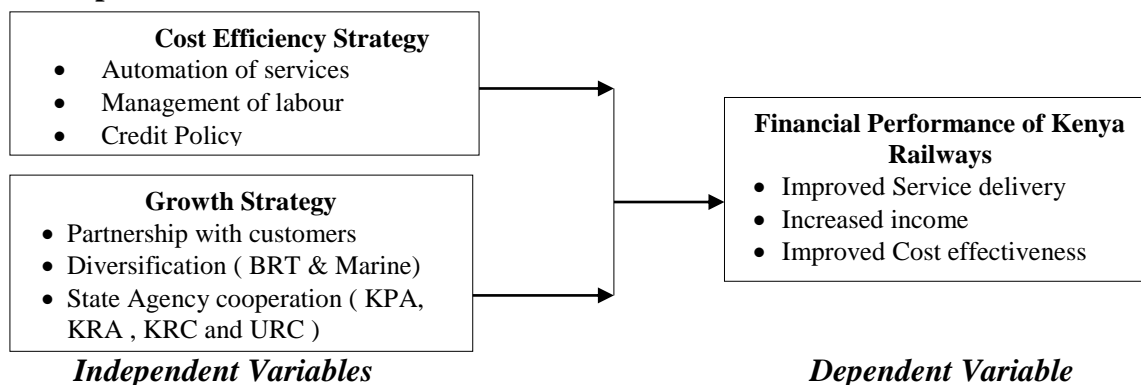 Cost Efficiency Strategy
• Automation of services
• Management of labour
• Credit Policy
Growth Strategy
• Partnership with customers
• Diversification ( BRT & Marine)
• State Agency cooperation ( KPA,
KRA , KRC and URC )
Independent Variables
Financial Performance of Kenya
Railways
• Improved Service delivery
• Increased income
• Improved Cost effectiveness
Dependent Variable